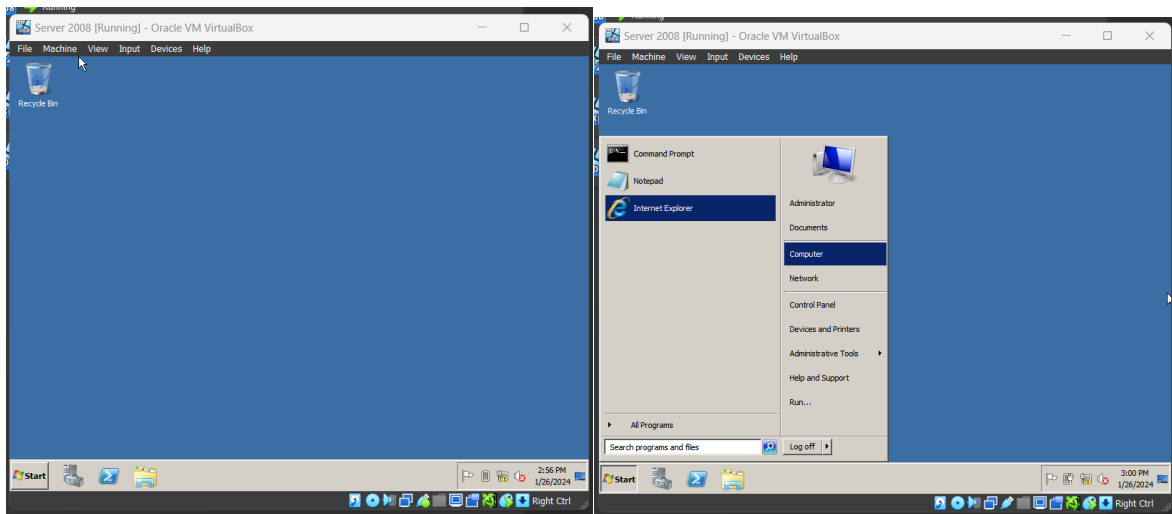 Running
Server 2008 [Running] - Oracle VM VirtualBox
File Machine View Input Devices Help
Recycle Bin
Start
2:56 PM
1/26/2024
Right Ctrl
Server 2008 [Running] - Oracle VM VirtualBox
File Machine View Input Devices Help
Recycle Bin
Command Prompt
Notepad
Internet Explorer
All Programs
Search programs and files
Administrator
Documents
Computer
Network
Control Panel
Devices and Printers
Administrative Tools
Help and Support
Run...
Log off
Start
3:00 PM
1/26/2024
Right Ctrl